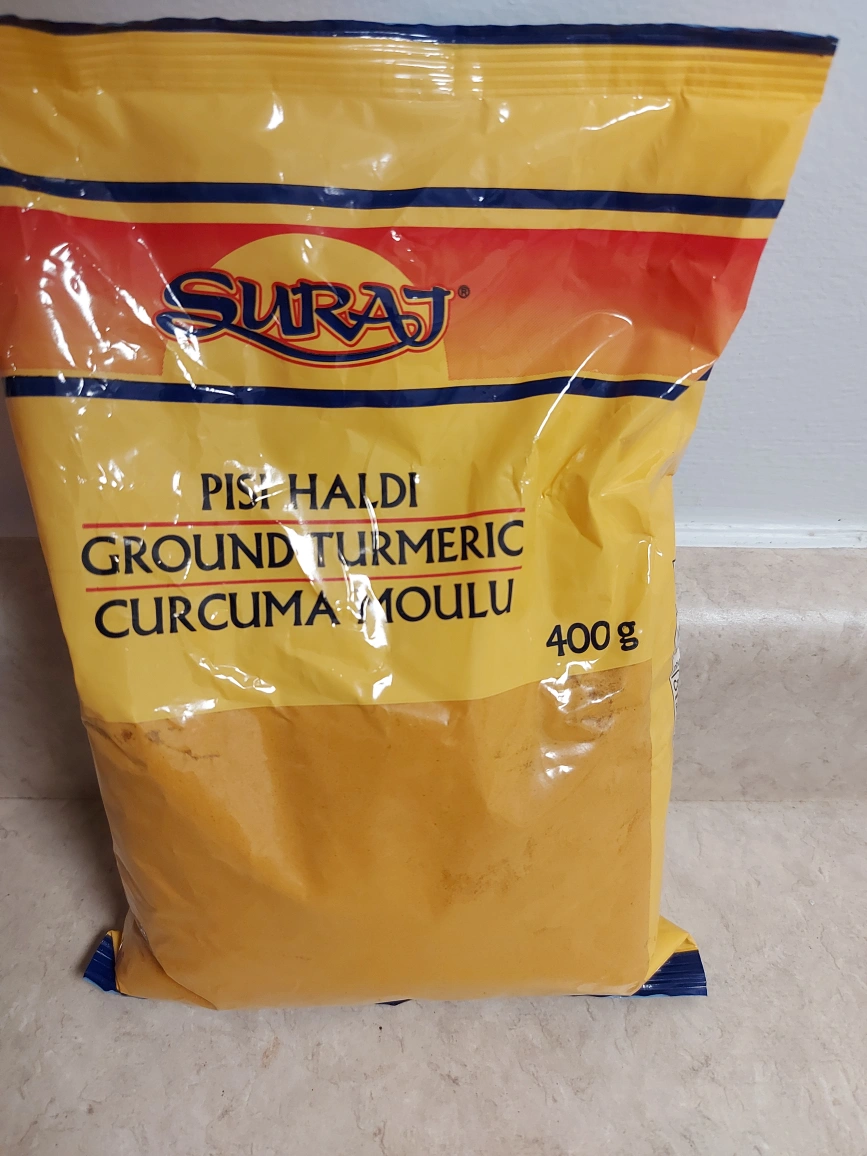 SURAJ®
PISI HALDI
GROUND TURMERIC
CURCUMA MOULU
400 g